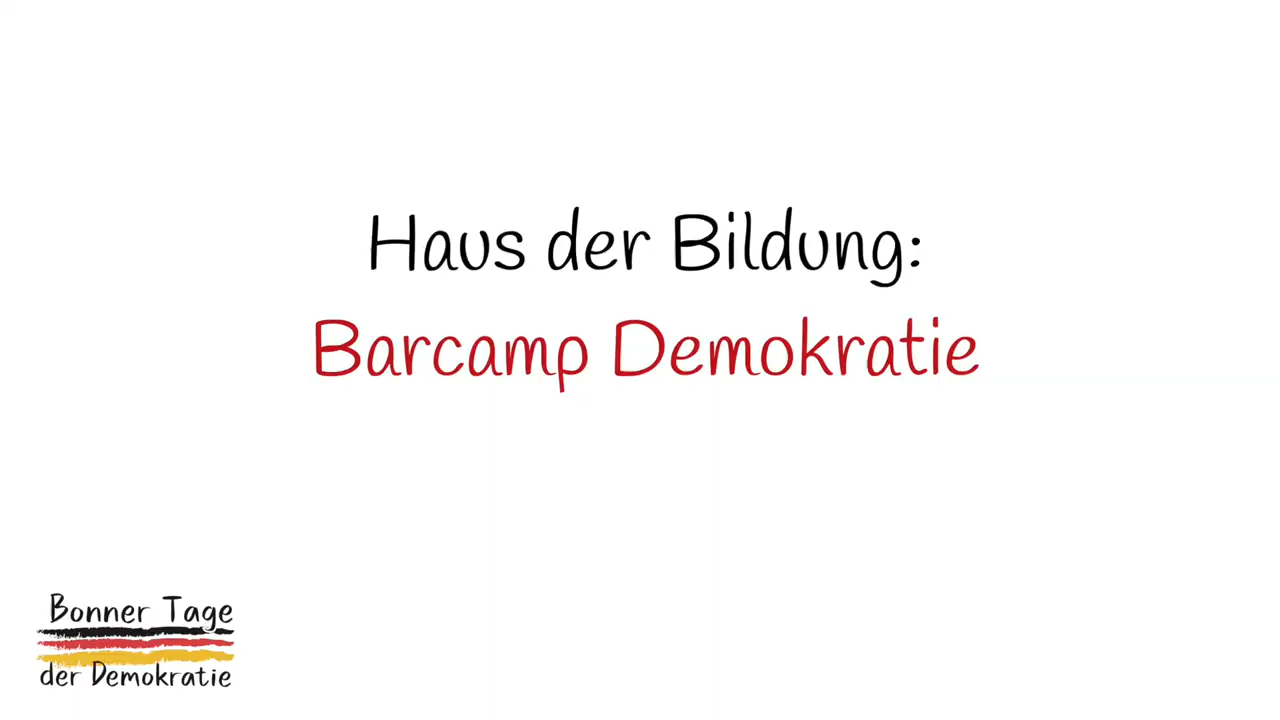 Haus der Bildung:
Barcamp Demokratie
Bonner Tage
der Demokratie